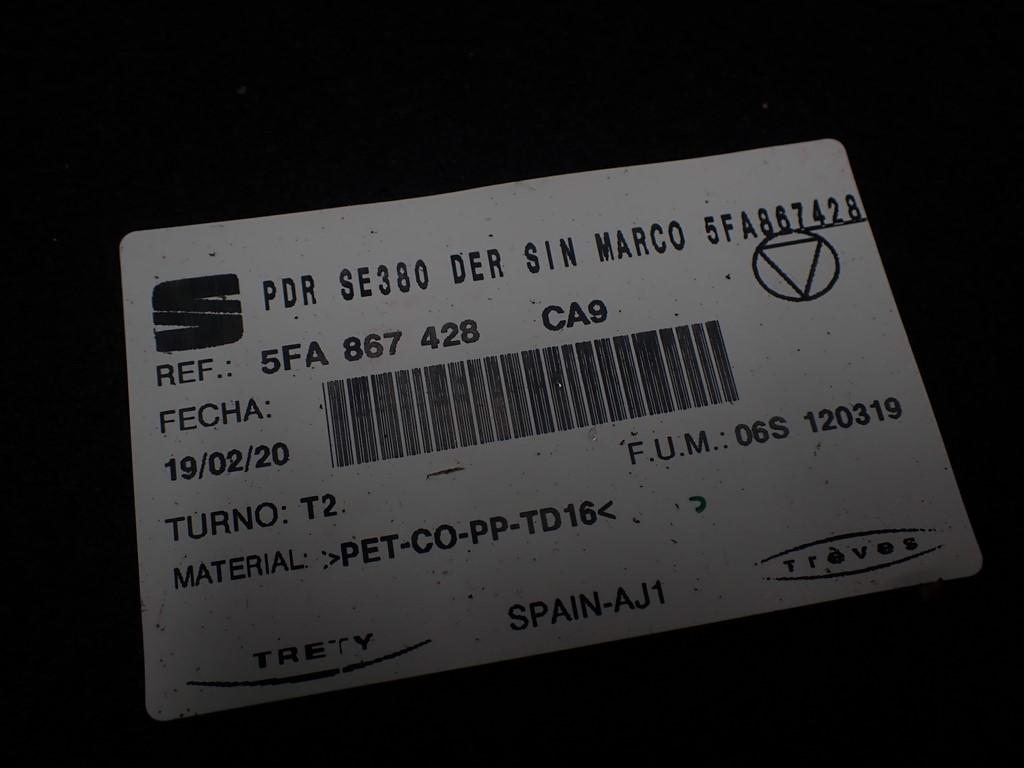 PDR SE380 DER SIN MARCO 5FA867428
REF.: 5FA 867 428 CA9
FECHA:
19/02/20
F.U.M.: 06S 120319
TURNO: T2
MATERIAL: >PET-CO-PP-TD16<
Trèves
SPAIN-AJ1
TRETY